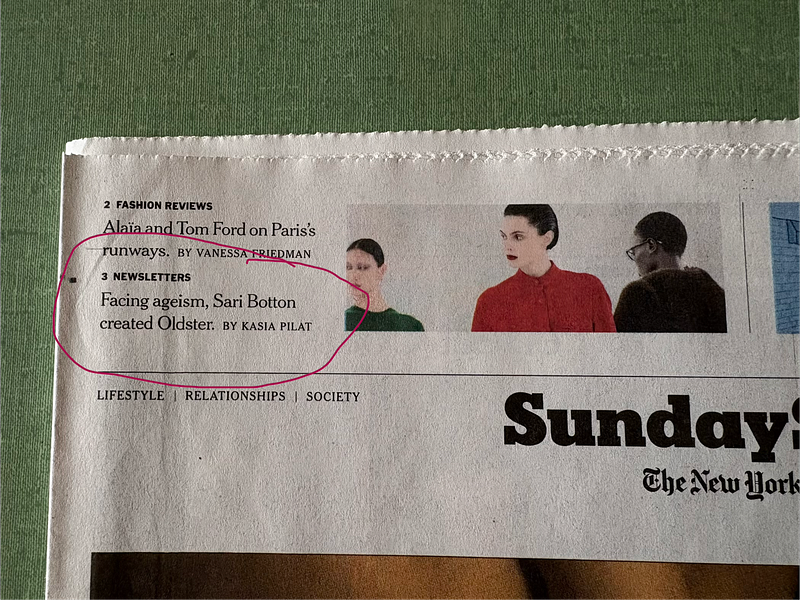 2 FASHION REVIEWS
Alaïa and Tom Ford on Paris's
runways. BY VANESSA FRIEDMAN
3 NEWSLETTERS
Facing ageism, Sari Botton
created Oldster. BY KASIA PILAT
LIFESTYLE | RELATIONSHIPS | SOCIETY
Sunday
The New York